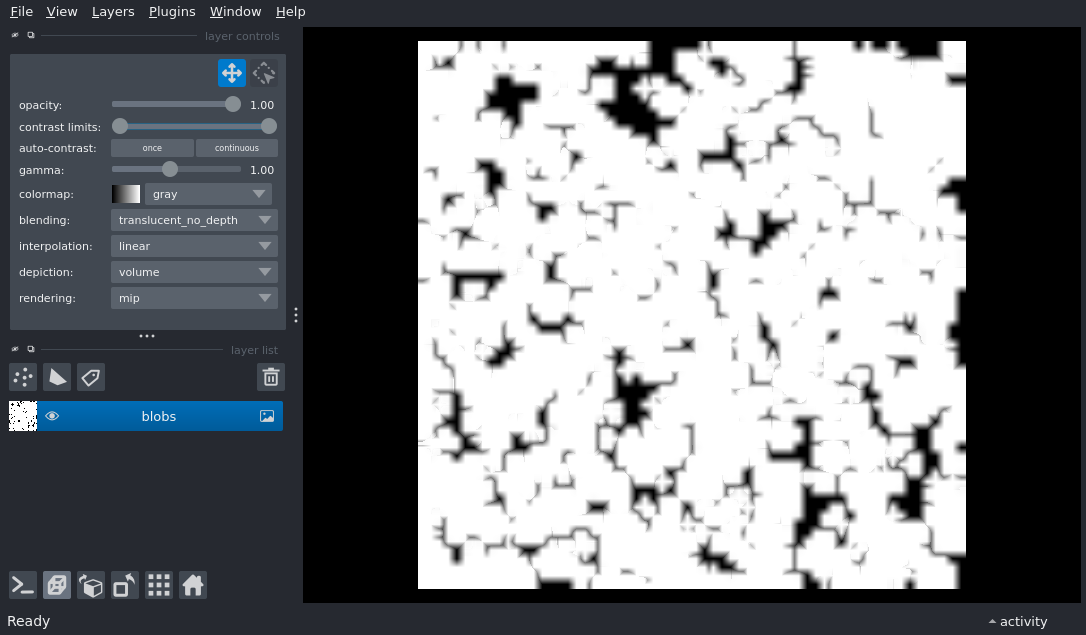 File View Layers Plugins Window Help
layer controls
opacity: 1.00
contrast limits:
auto-contrast: once continuous
gamma: 1.00
colormap: gray
blending: translucent_no_depth
interpolation: linear
depiction: volume
rendering: mip
layer list
blobs
Ready activity